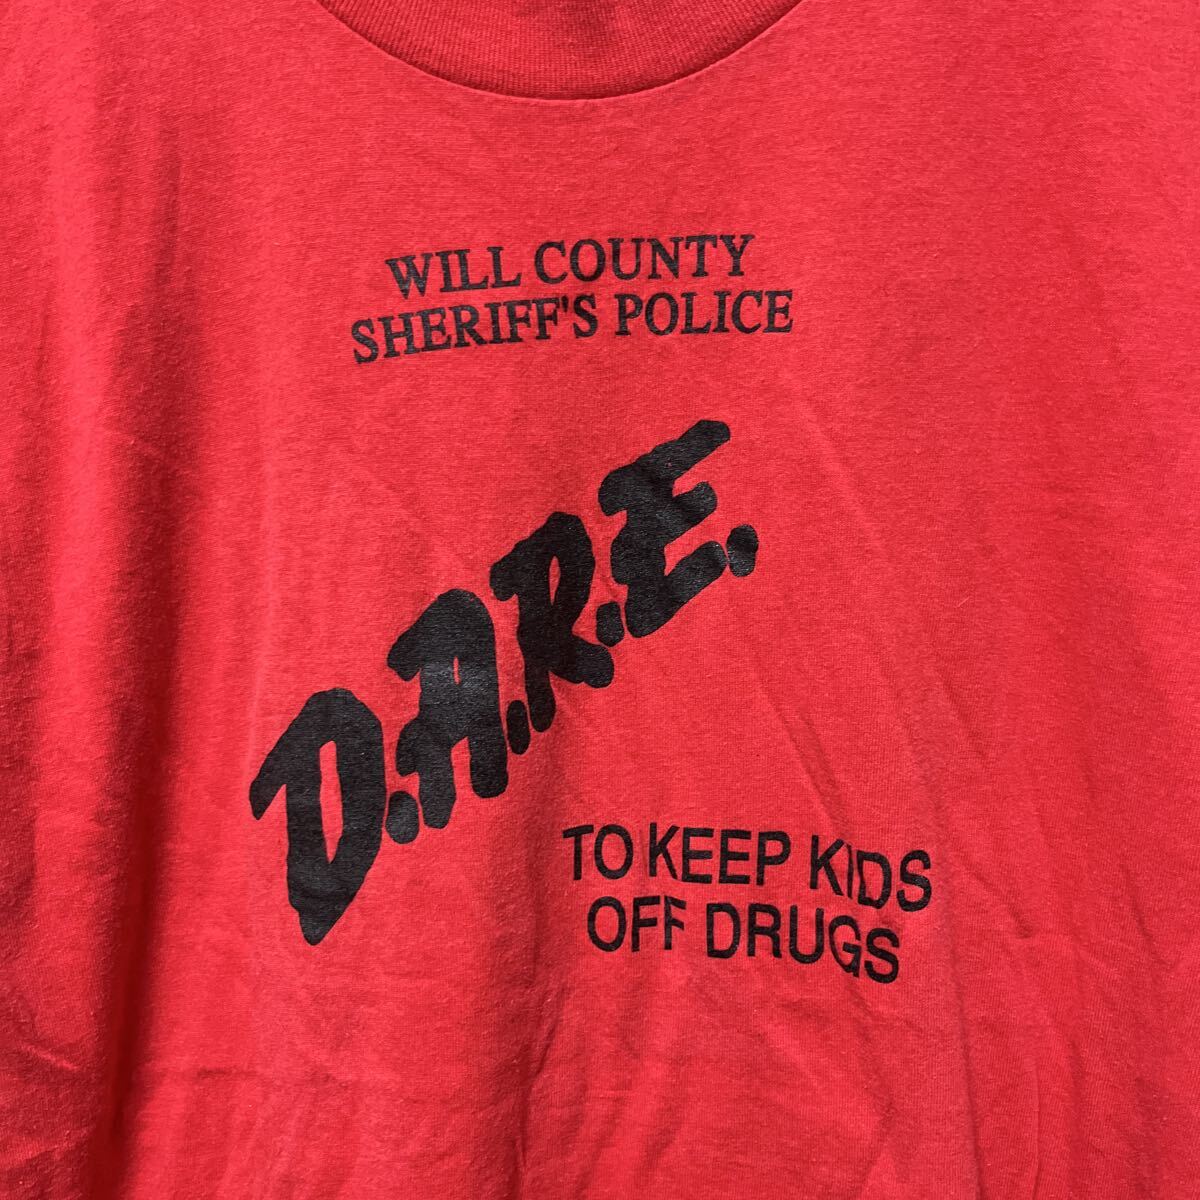 WILL COUNTY
SHERIFF'S POLICE
D.A.R.E.
TO KEEP KIDS
OFF DRUGS